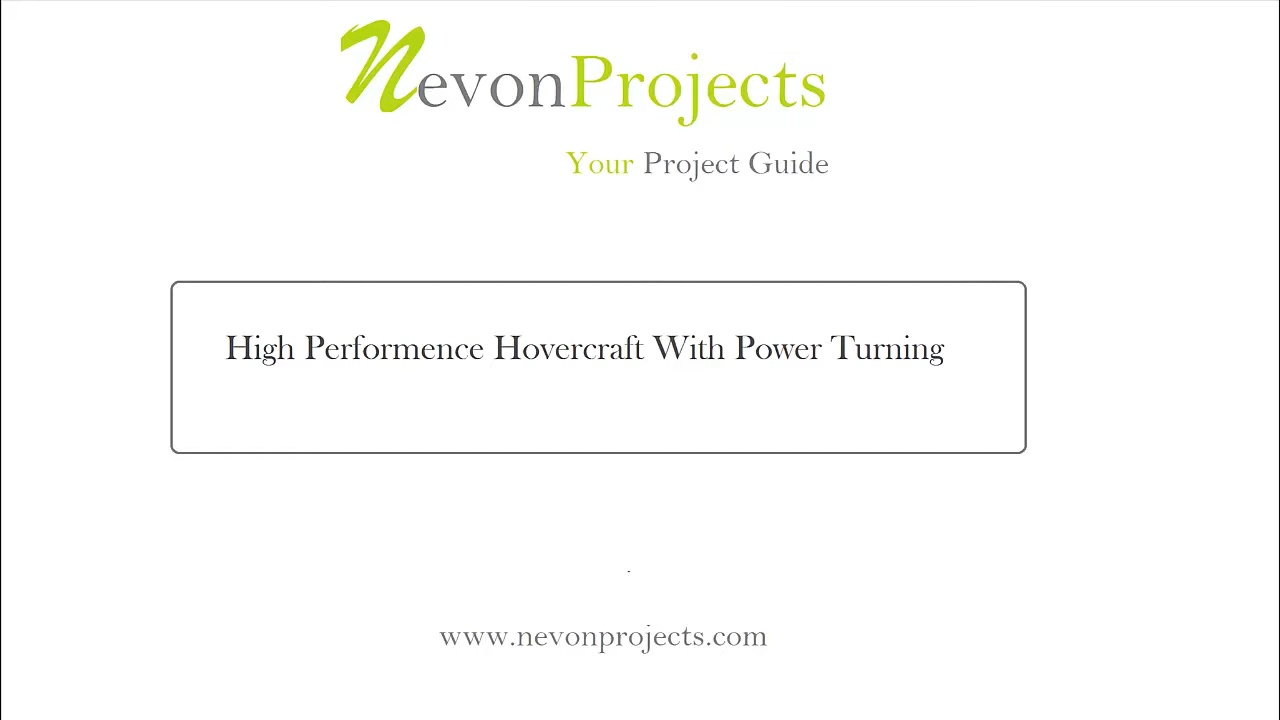 NevonProjects
Your Project Guide
High Performence Hovercraft With Power Turning
www.nevonprojects.com